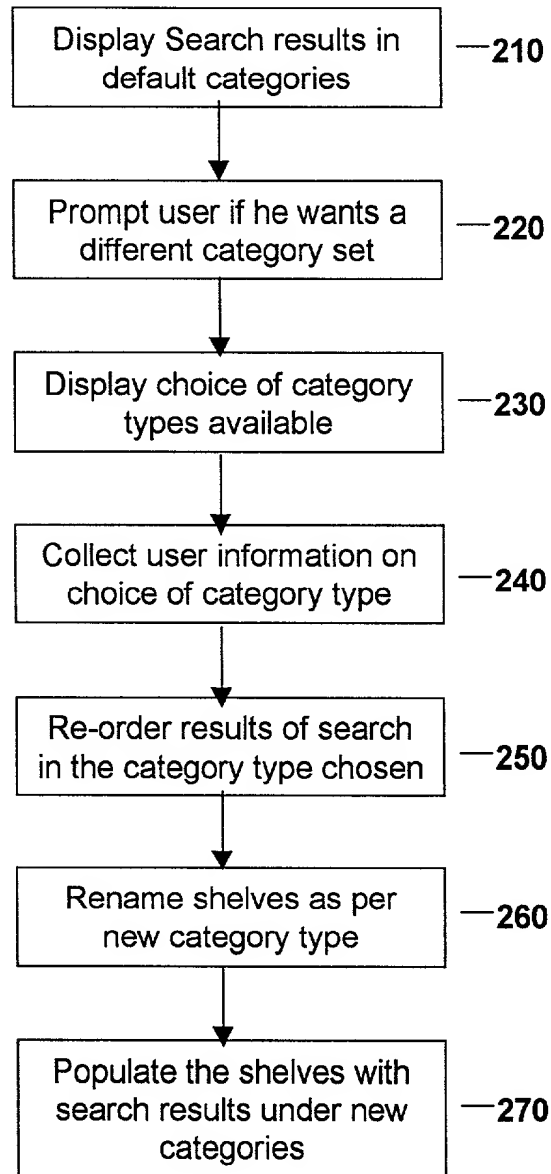 Display Search results in
default categories
210
Prompt user if he wants a
different category set
220
Display choice of category
types available
230
Collect user information on
choice of category type
240
Re-order results of search
in the category type chosen
250
Rename shelves as per
new category type
260
Populate the shelves with
search results under new
categories
270